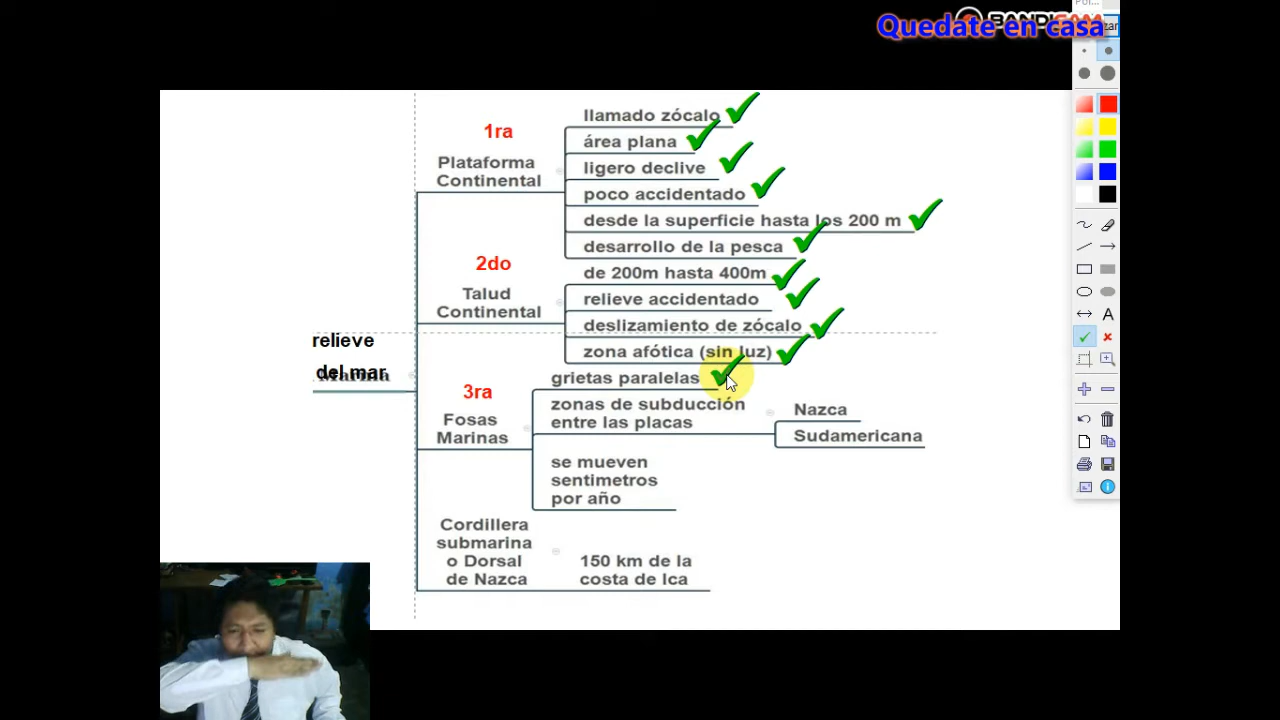 Por...
BANDICAM
Quedate en casa
zar
1ra
Plataforma
Continental
llamado zócalo
área plana
ligero declive
poco accidentado
desde la superficie hasta los 200 m
desarrollo de la pesca
2do
Talud
Continental
de 200m hasta 400m
relieve accidentado
deslizamiento de zócalo
zona afótica (sin luz)
relieve
del mar
3ra
Fosas
Marinas
grietas paralelas
zonas de subducción
entre las placas
Nazca
Sudamericana
se mueven
sentimetros
por año
Cordillera
submarina
o Dorsal
de Nazca
150 km de la
costa de Ica
A